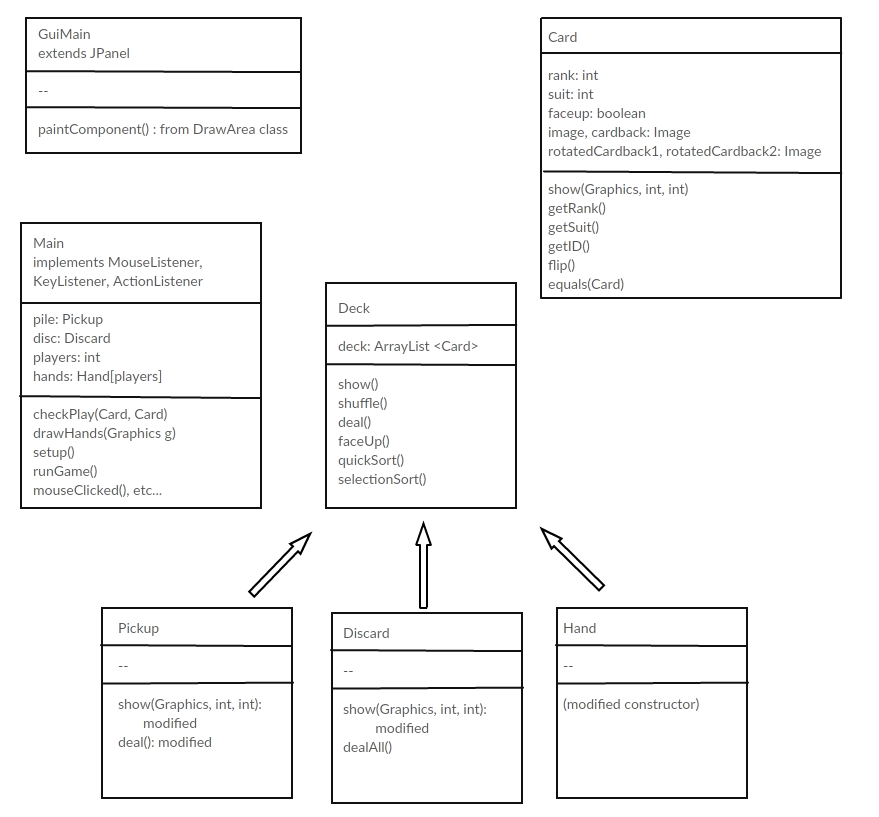 GuiMain
extends JPanel
--
paintComponent() : from DrawArea class
Card
rank: int
suit: int
faceup: boolean
image, cardback: Image
rotatedCardback1, rotatedCardback2: Image
show(Graphics, int, int)
getRank()
getSuit()
getID()
flip()
equals(Card)
Main
implements MouseListener,
KeyListener, ActionListener
pile: Pickup
disc: Discard
players: int
hands: Hand[players]
checkPlay(Card, Card)
drawHands(Graphics g)
setup()
runGame()
mouseClicked(), etc...
Deck
deck: ArrayList <Card>
show()
shuffle()
deal()
faceUp()
quickSort()
selectionSort()
Pickup
--
show(Graphics, int, int):
modified
deal(): modified
Discard
--
show(Graphics, int, int):
modified
dealAll()
Hand
--
(modified constructor)